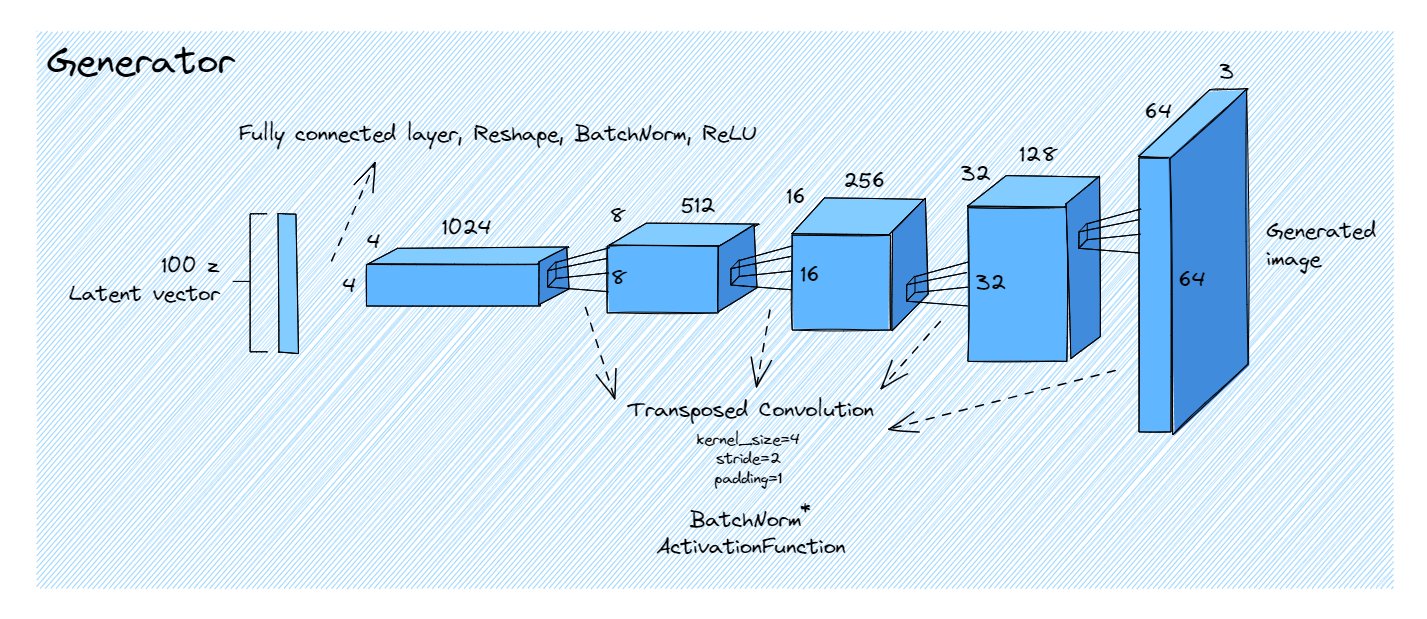 Generator
Fully connected layer, Reshape, BatchNorm, ReLU
100 z
Latent vector
4
4
1024
8
8
512
16
16
256
32
32
128
64
64
3
Generated
image
Transposed Convolution
kernel_size=4
stride=2
padding=1
BatchNorm*
ActivationFunction